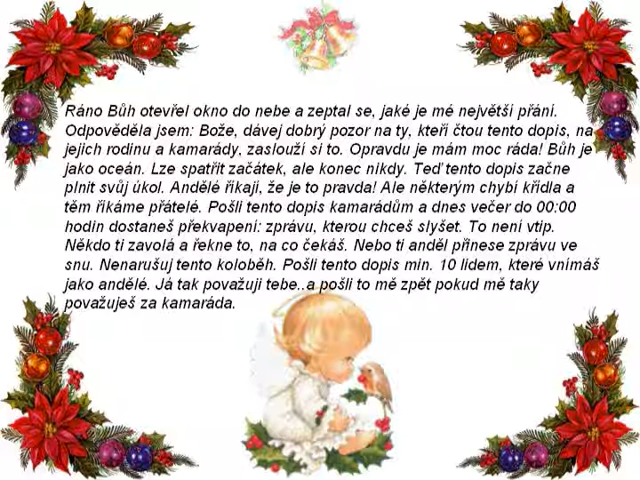 Ráno Bůh otevřel okno do nebe a zeptal se, jaké je mé největší přání.
Odpověděla jsem: Bože, dávej dobrý pozor na ty, kteří čtou tento dopis, na
jejich rodinu a kamarády, zaslouží si to. Opravdu je mám moc ráda! Bůh je
jako oceán. Lze spatřit začátek, ale konec nikdy. Teď tento dopis začne
plnit svůj úkol. Andělé říkají, že je to pravda! Ale některým chybí křídla a
těm říkáme přátelé. Pošli tento dopis kamarádům a dnes večer do 00:00
hodin dostaneš překvapení: zprávu, kterou chceš slyšet. To není vtip.
Někdo ti zavolá a řekne to, na co čekáš. Nebo ti anděl přinese zprávu ve
snu. Nenarušuj tento koloběh. Pošli tento dopis min. 10 lidem, které vnímáš
jako andělé. Já tak považuji tebe..a pošli to mě zpět pokud mě taky
považuješ za kamaráda.